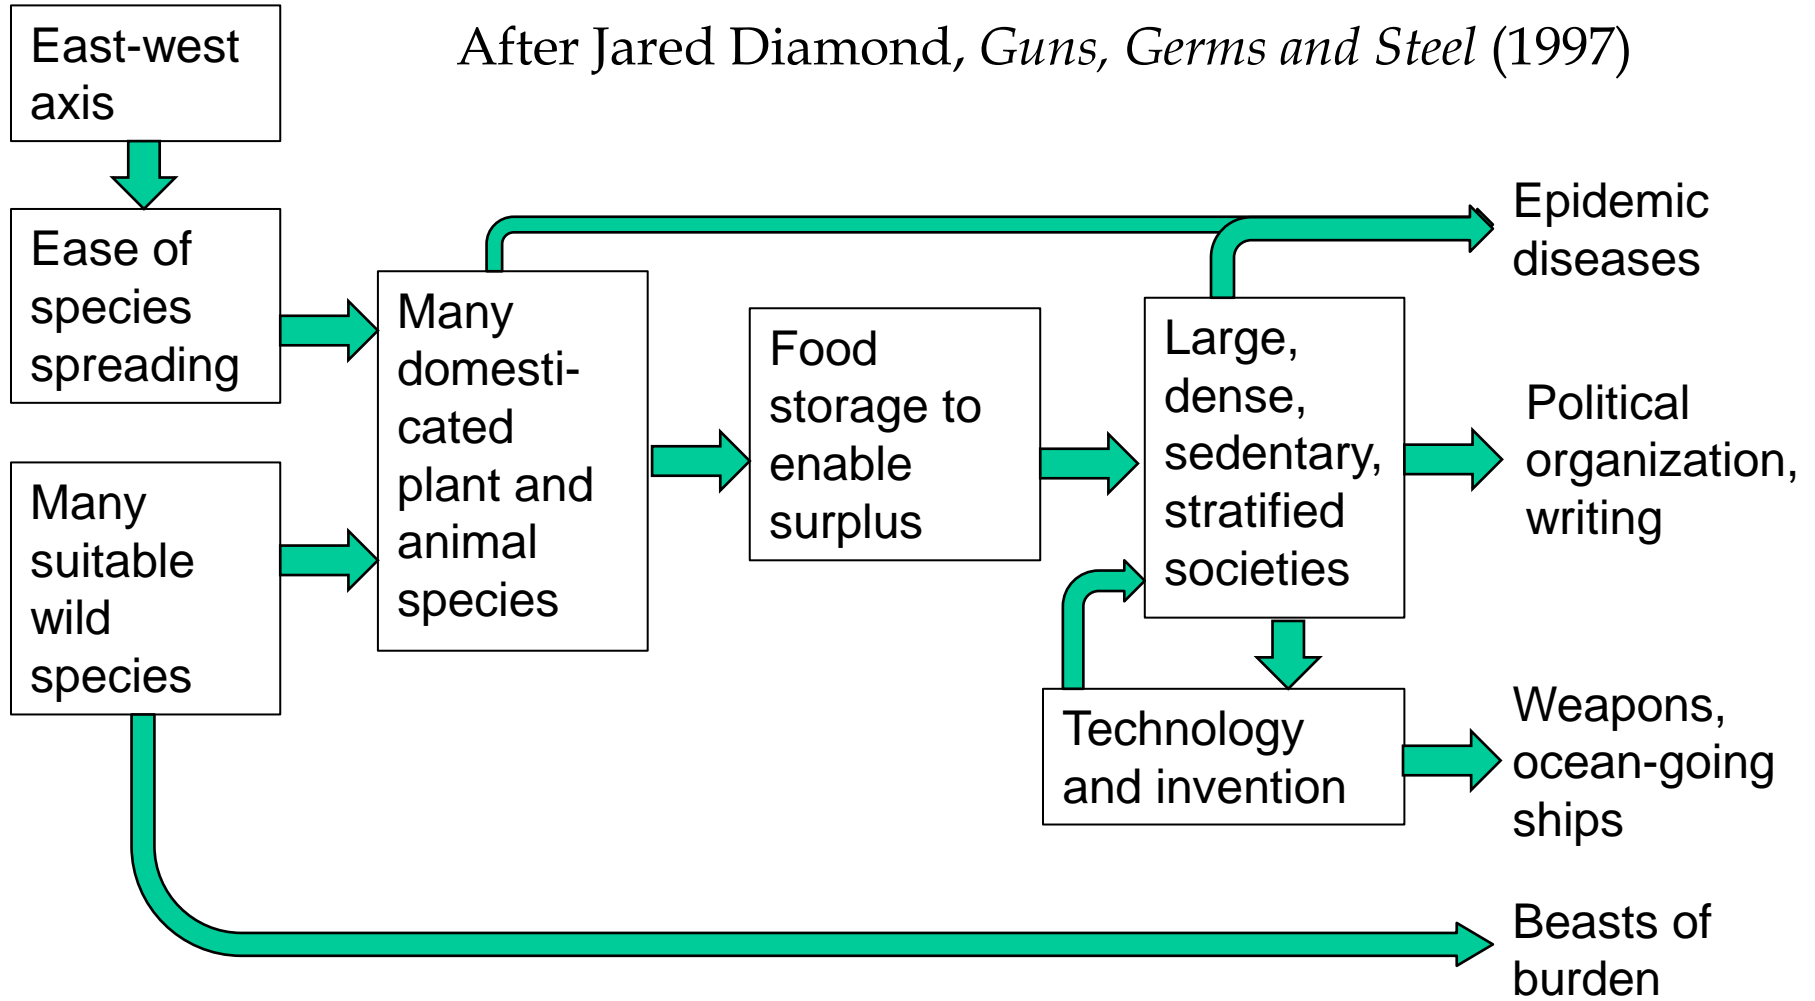 After Jared Diamond, Guns, Germs and Steel (1997)
East-west
axis
Ease of
species
spreading
Many
suitable
wild
species
Many
domesti-
cated
plant and
animal
species
Food
storage to
enable
surplus
Large,
dense,
sedentary,
stratified
societies
Technology
and invention
Epidemic
diseases
Political
organization,
writing
Weapons,
ocean-going
ships
Beasts of
burden